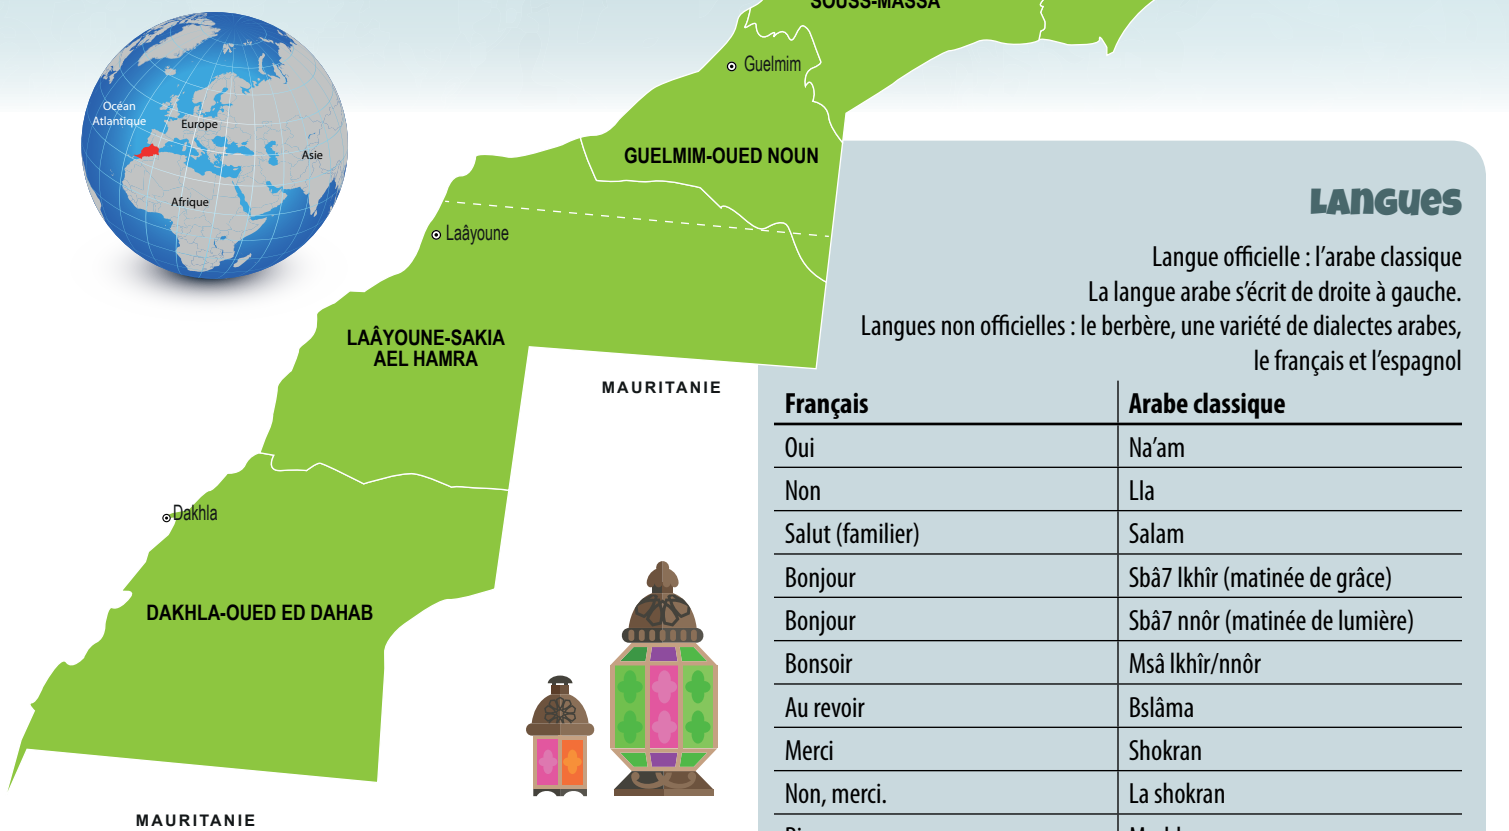 SOUSS-MASSA
Océan
Atlantique
Europe
Asie
Afrique
Guelmim
GUELMIM-OUED NOUN
Laâyoune
LAÂYOUNE-SAKIA
AEL HAMRA
MAURITANIE
Dakhla
DAKHLA-OUED ED DAHAB
MAURITANIE
LANGUES
Langue officielle : l’arabe classique
La langue arabe s’écrit de droite à gauche.
Langues non officielles : le berbère, une variété de dialectes arabes,
le français et l’espagnol
Français Arabe classique
Oui Na’am
Non Lla
Salut (familier) Salam
Bonjour Sbâ7 lkhîr (matinée de grâce)
Bonjour Sbâ7 nnôr (matinée de lumière)
Bonsoir Msâ lkhîr/nnôr
Au revoir Bslâma
Merci Shokran
Non, merci. La shokran